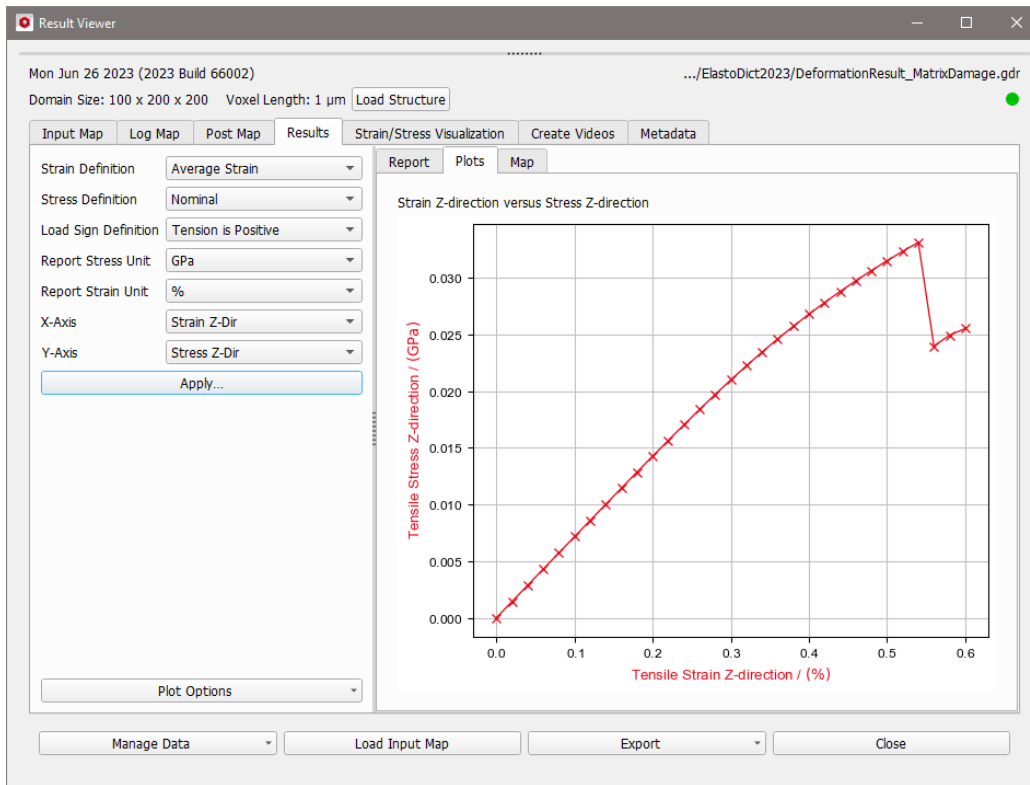 Result Viewer
Mon Jun 26 2023 (2023 Build 66002)
.../ElastoDict2023/DeformationResult_MatrixDamage.gdr
Domain Size: 100 x 200 x 200 Voxel Length: 1 µm Load Structure
Input Map Log Map Post Map Results Strain/Stress Visualization Create Videos Metadata
Strain Definition Average Strain
Stress Definition Nominal
Load Sign Definition Tension is Positive
Report Stress Unit GPa
Report Strain Unit %
X-Axis Strain Z-Dir
Y-Axis Stress Z-Dir
Apply...
Plot Options
Report Plots Map
Strain Z-direction versus Stress Z-direction
Tensile Stress Z-direction / (GPa)
0.030
0.025
0.020
0.015
0.010
0.005
0.000
0.0 0.1 0.2 0.3 0.4 0.5 0.6
Tensile Strain Z-direction / (%)
Manage Data Load Input Map Export Close